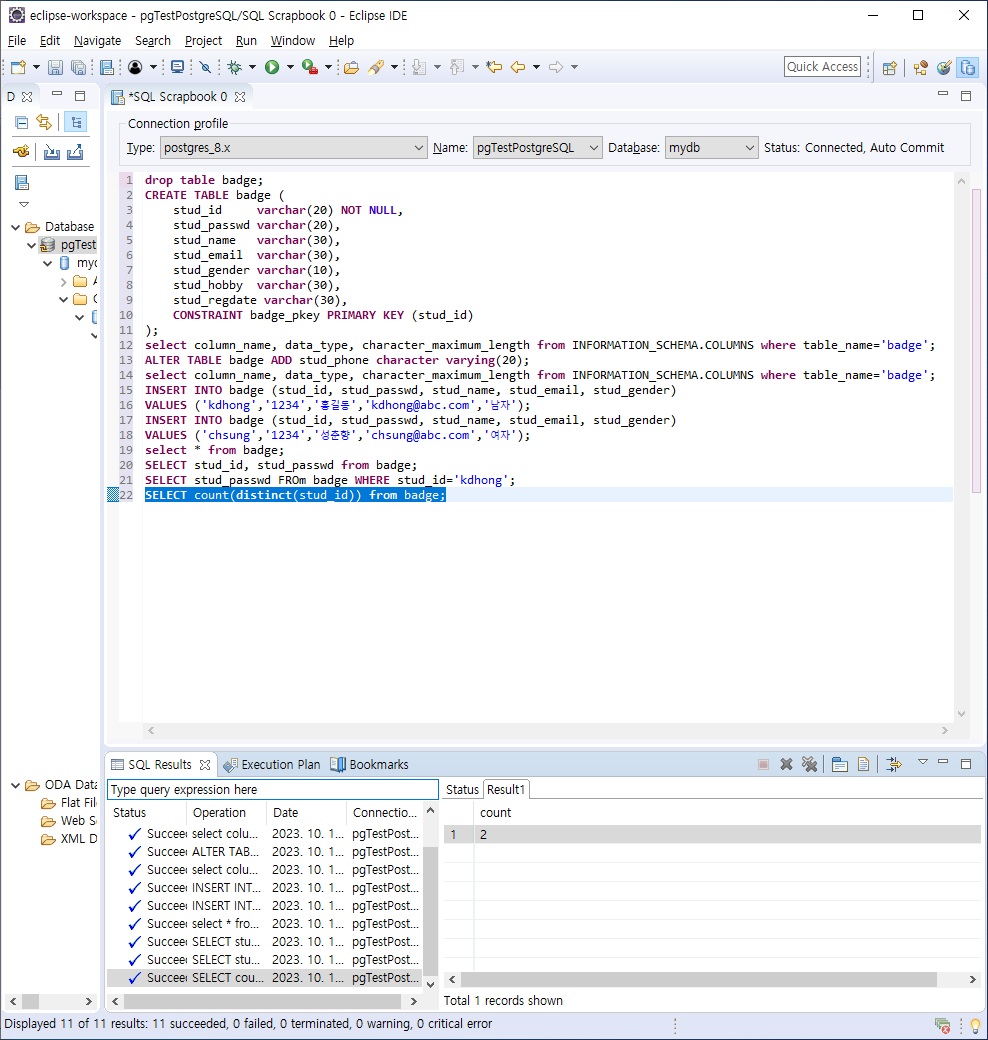 eclipse-workspace - pgTestPostgreSQL/SQL Scrapbook 0 - Eclipse IDE
File Edit Navigate Search Project Run Window Help
Quick Access
D
*SQL Scrapbook 0
Connection profile
Type: postgres_8.x Name: pgTestPostgreSQL Database: mydb Status: Connected, Auto Commit
1 drop table badge;
2 CREATE TABLE badge (
3 stud_id varchar(20) NOT NULL,
4 stud_passwd varchar(20),
5 stud_name varchar(30),
6 stud_email varchar(30),
7 stud_gender varchar(10),
8 stud_hobby varchar(30),
9 stud_regdate varchar(30),
10 CONSTRAINT badge_pkey PRIMARY KEY (stud_id)
11 );
12 select column_name, data_type, character_maximum_length from INFORMATION_SCHEMA.COLUMNS where table_name='badge';
13 ALTER TABLE badge ADD stud_phone character varying(20);
14 select column_name, data_type, character_maximum_length from INFORMATION_SCHEMA.COLUMNS where table_name='badge';
15 INSERT INTO badge (stud_id, stud_passwd, stud_name, stud_email, stud_gender)
16 VALUES ('kdhong','1234','홍길동','kdhong@abc.com','남자');
17 INSERT INTO badge (stud_id, stud_passwd, stud_name, stud_email, stud_gender)
18 VALUES ('chsung','1234','성춘향','chsung@abc.com','여자');
19 select * from badge;
20 SELECT stud_id, stud_passwd from badge;
21 SELECT stud_passwd FROm badge WHERE stud_id='kdhong';
22 SELECT count(distinct(stud_id)) from badge;
Database
pgTest
myc
ODA Data
Flat File
Web S
XML D
SQL Results Execution Plan Bookmarks
Type query expression here
Status Operation Date Connectio...
Succee select colu... 2023. 10. 1... pgTestPost...
Succee ALTER TAB... 2023. 10. 1... pgTestPost...
Succee select colu... 2023. 10. 1... pgTestPost...
Succee INSERT INT... 2023. 10. 1... pgTestPost...
Succee INSERT INT... 2023. 10. 1... pgTestPost...
Succee select * fro... 2023. 10. 1... pgTestPost...
Succee SELECT stu... 2023. 10. 1... pgTestPost...
Succee SELECT stu... 2023. 10. 1... pgTestPost...
Succee SELECT cou... 2023. 10. 1... pgTestPost...
Status Result1
count
1 2
Total 1 records shown
Displayed 11 of 11 results: 11 succeeded, 0 failed, 0 terminated, 0 warning, 0 critical error